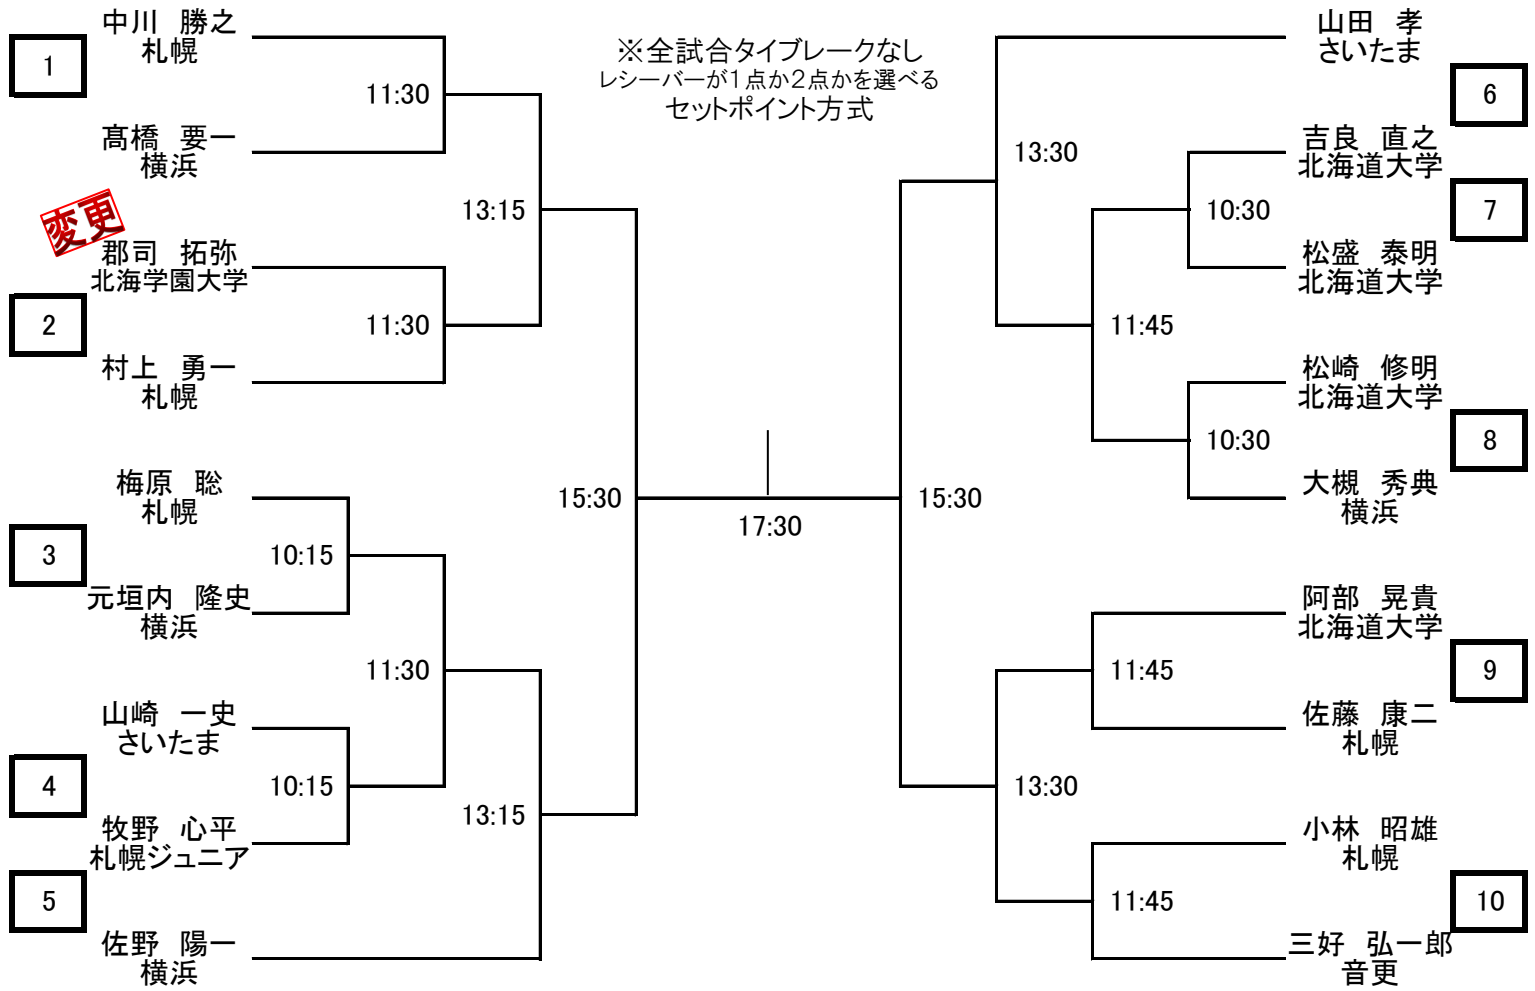 中川 勝之
札幌
1
11:30
髙橋 要一
横浜
13:15
変更
郡司 拓弥
北海学園大学
2
11:30
村上 勇一
札幌
梅原 聡
札幌
3
10:15
元垣内 隆史
横浜
11:30
山崎 一史
さいたま
4
10:15
牧野 心平
札幌ジュニア
13:15
5
佐野 陽一
横浜
15:30
※全試合タイブレークなし
レシーバーが1点か2点かを選べる
セットポイント方式
17:30
15:30
山田 孝
さいたま
6
13:30
吉良 直之
北海道大学
10:30
7
松盛 泰明
北海道大学
11:45
松崎 修明
北海道大学
10:30
8
大槻 秀典
横浜
阿部 晃貴
北海道大学
11:45
9
佐藤 康二
札幌
13:30
小林 昭雄
札幌
11:45
10
三好 弘一郎
音更